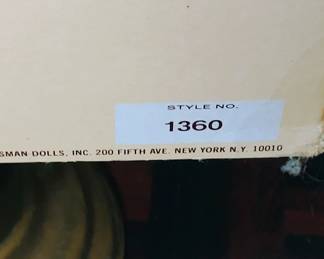 STYLE NO.
1360
SMAN DOLLS, INC. 200 FIFTH AVE. NEW YORK N.Y. 10010